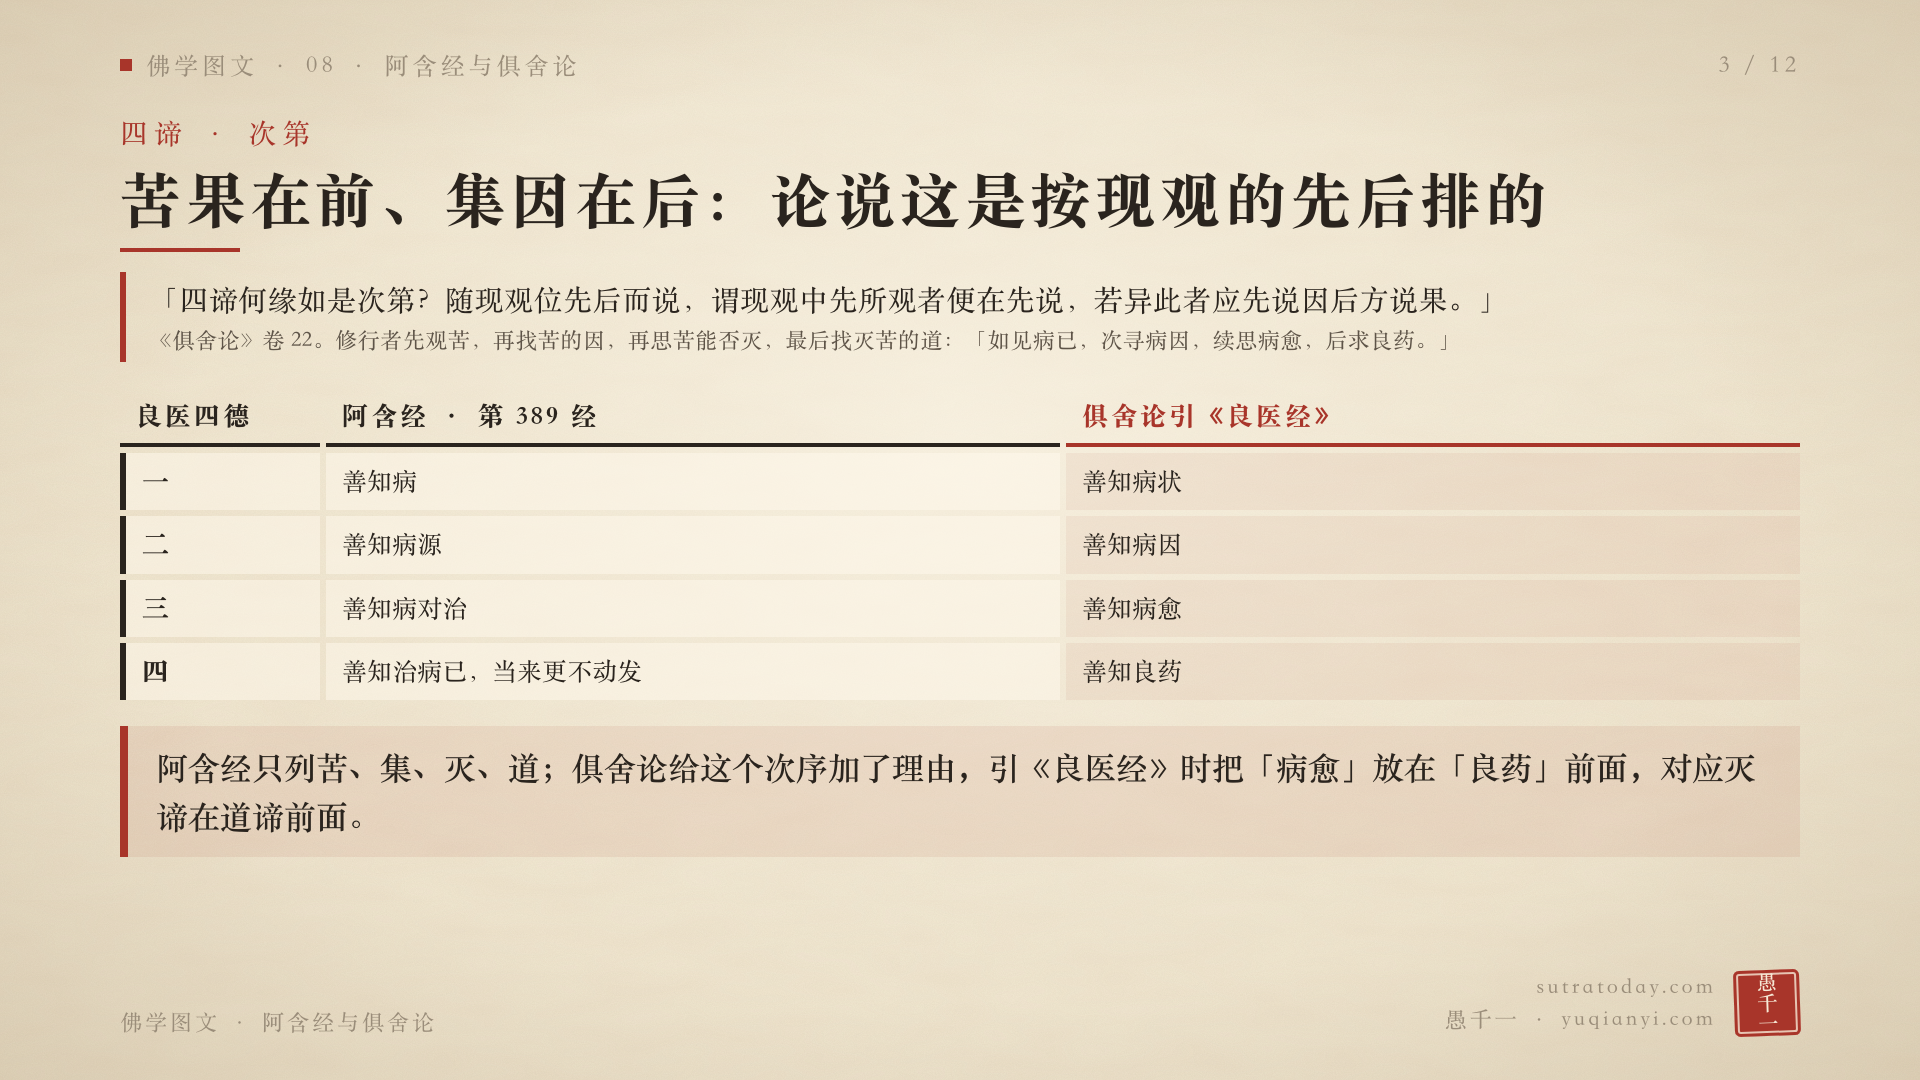 佛学图文 · 08 · 阿含经与俱舍论
3 / 12
四谛 · 次第
苦果在前、集因在后：论说这是按现观的先后排的
「四谛何缘如是次第？随现观位先后而说，谓现观中先所观者便在先说，若异此者应先说因后方说果。」
《俱舍论》卷 22。修行者先观苦，再找苦的因，再思苦能否灭，最后找灭苦的道：「如见病已，次寻病因，续思病愈，后求良药。」
良医四德 阿含经 · 第 389 经 俱舍论引《良医经》
一 善知病 善知病状
二 善知病源 善知病因
三 善知病对治 善知病愈
四 善知治病已，当来更不动发 善知良药
阿含经只列苦、集、灭、道；俱舍论给这个次序加了理由，引《良医经》时把「病愈」放在「良药」前面，对应灭
谛在道谛前面。
佛学图文 · 阿含经与俱舍论
sutratoday.com
愚千一 · yuqianyi.com
愚千一